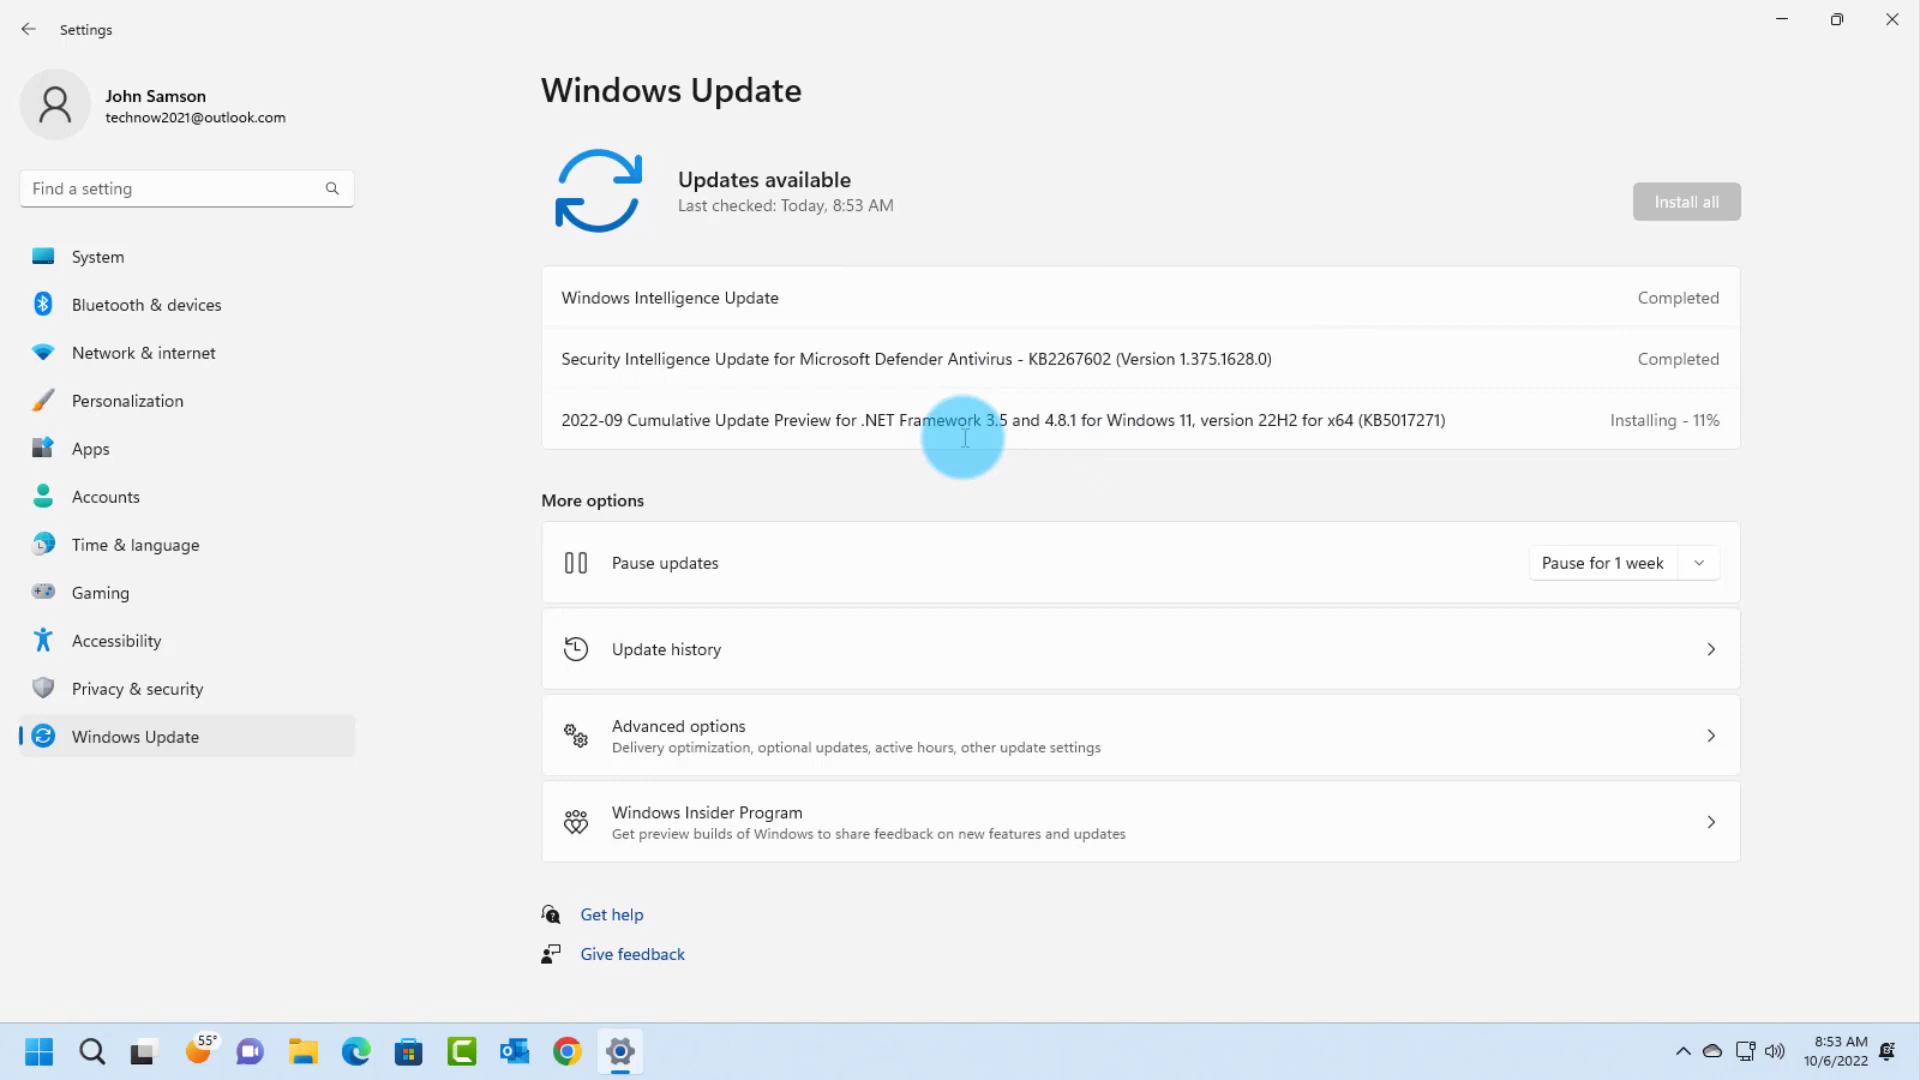 Settings
John Samson
technow2021@outlook.com
Find a setting
System
Bluetooth & devices
Network & internet
Personalization
Apps
Accounts
Time & language
Gaming
Accessibility
Privacy & security
Windows Update
Windows Update
Updates available
Last checked: Today, 8:53 AM
Install all
Windows Intelligence Update Completed
Security Intelligence Update for Microsoft Defender Antivirus - KB2267602 (Version 1.375.1628.0) Completed
2022-09 Cumulative Update Preview for .NET Framework 3.5 and 4.8.1 for Windows 11, version 22H2 for x64 (KB5017271) Installing - 11%
More options
Pause updates Pause for 1 week
Update history
Advanced options
Delivery optimization, optional updates, active hours, other update settings
Windows Insider Program
Get preview builds of Windows to share feedback on new features and updates
Get help
Give feedback
55°
8:53 AM
10/6/2022